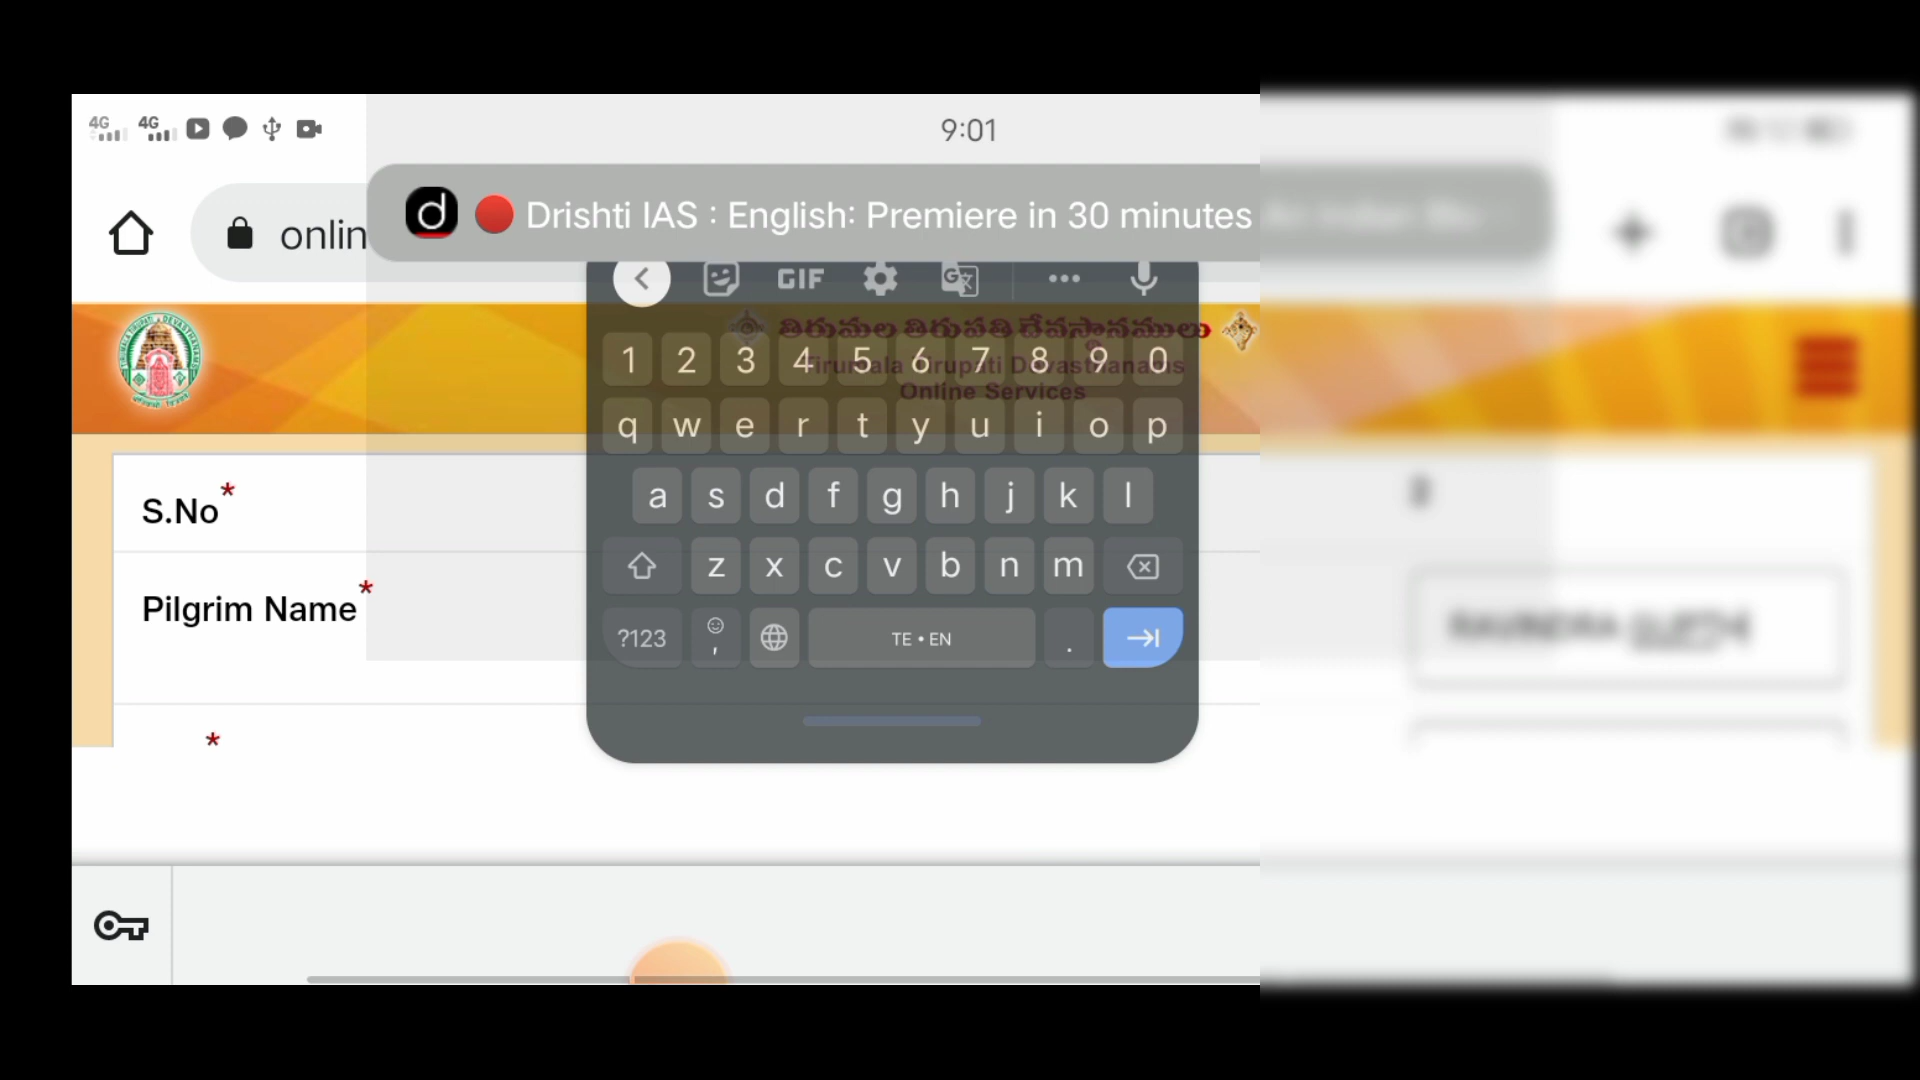 4G 4G 9:01
onlin
Drishti IAS : English: Premiere in 30 minutes
GIF
తిరుమల తిరుపతి దేవస్థానములు
Tirumala Tirupati Devasthanams
Online Services
1 2 3 4 5 6 7 8 9 0
q w e r t y u i o p
a s d f g h j k l
z x c v b n m
?123 , TE • EN .
S.No*
Pilgrim Name*
*